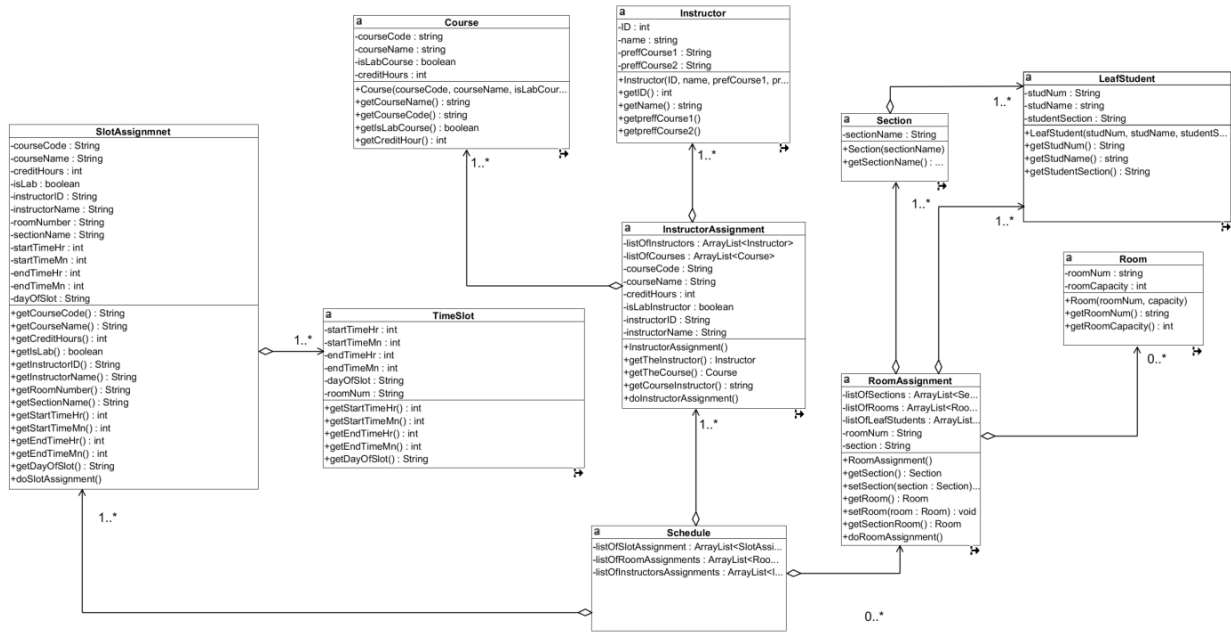 a
Course
-courseCode : string
-courseName : string
-isLabCourse : boolean
-creditHours : int
+Course(courseCode, courseName, isLabCour...
+getCourseName() : string
+getCourseCode() : string
+getIsLabCourse() : boolean
+getCreditHour() : int
1..*
a
Instructor
-ID : int
-name : string
-preffCourse1 : String
-preffCourse2 : String
+Instructor(ID, name, prefCourse1, pr...
+getID() : int
+getName() : string
+getpreffCourse1()
+getpreffCourse2()
1..*
a
LeafStudent
-studNum : String
-studName : string
-studentSection : String
+LeafStudent(studNum, studName, studentS...
+getStudNum() : String
+getStudName() : string
+getStudentSection() : String
1..*
1..*
a
Section
-sectionName : String
+Section(sectionName)
+getSectionName() : ...
1..*
SlotAssignmnet
-courseCode : String
-courseName : String
-creditHours : int
-isLab : boolean
-instructorID : String
-instructorName : String
-roomNumber : String
-sectionName : String
-startTimeHr : int
-startTimeMn : int
-endTimeHr : int
-endTimeMn : int
-dayOfSlot : String
+getCourseCode() : String
+getCourseName() : String
+getCreditHours() : int
+getIsLab() : boolean
+getInstructorID() : String
+getInstructorName() : String
+getRoomNumber() : String
+getSectionName() : String
+getStartTimeHr() : int
+getStartTimeMn() : int
+getEndTimeHr() : int
+getEndTimeMn() : int
+getDayOfSlot() : String
+doSlotAssignment()
1..*
1..*
a
TimeSlot
-startTimeHr : int
-startTimeMn : int
-endTimeHr : int
-endTimeMn : int
-dayOfSlot : String
-roomNum : String
+getStartTimeHr() : int
+getStartTimeMn() : int
+getEndTimeHr() : int
+getEndTimeMn() : int
+getDayOfSlot() : String
a
InstructorAssignment
-listOfInstructors : ArrayList<Instructor>
-listOfCourses : ArrayList<Course>
-courseCode : String
-courseName : String
-creditHours : int
-isLabInstructor : boolean
-instructorID : String
-instructorName : String
+InstructorAssignment()
+getTheInstructor() : Instructor
+getTheCourse() : Course
+getCourseInstructor() : string
+doInstructorAssignment()
1..*
a
Room
-roomNum : string
-roomCapacity : int
+Room(roomNum, capacity)
+getRoomNum() : string
+getRoomCapacity() : int
0..*
a
RoomAssignment
-listOfSections : ArrayList<Se...
-listOfRooms : ArrayList<Roo...
-listOfLeafStudents : ArrayList...
-roomNum : String
-section : String
+RoomAssignment()
+getSection() : Section
+setSection(section : Section)...
+getRoom() : Room
+setRoom(room : Room) : void
+getSectionRoom() : Room
+doRoomAssignment()
a
Schedule
-listOfSlotAssignment : ArrayList<SlotAssi...
-listOfRoomAssignments : ArrayList<Roo...
-listOfInstructorsAssignments : ArrayList<I...
0..*